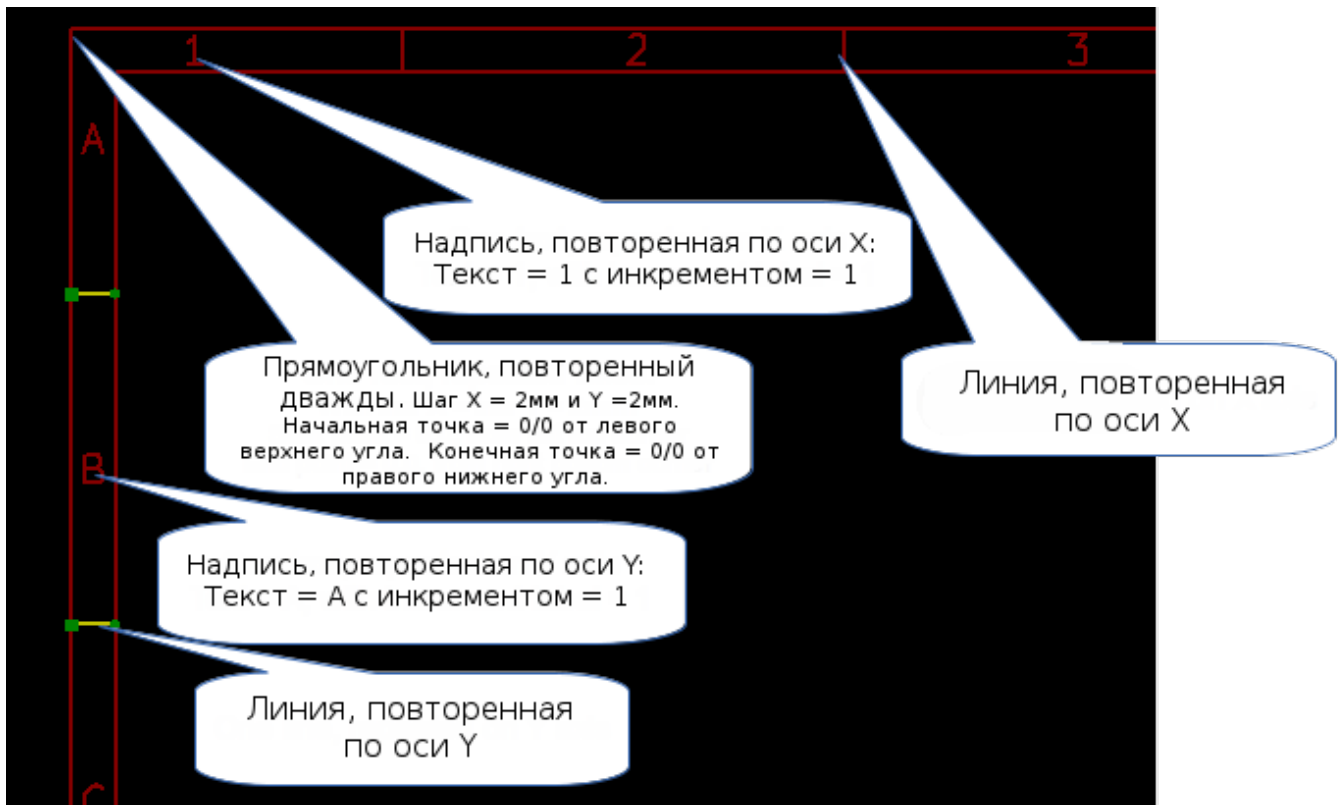 1 2 3
A
Надпись, повторенная по оси X:
Текст = 1 с инкрементом = 1
Прямоугольник, повторенный
дважды. Шаг X = 2мм и Y =2мм.
Начальная точка = 0/0 от левого
верхнего угла. Конечная точка = 0/0 от
правого нижнего угла.
Линия, повторенная
по оси X
B
Надпись, повторенная по оси Y:
Текст = A с инкрементом = 1
Линия, повторенная
по оси Y
C